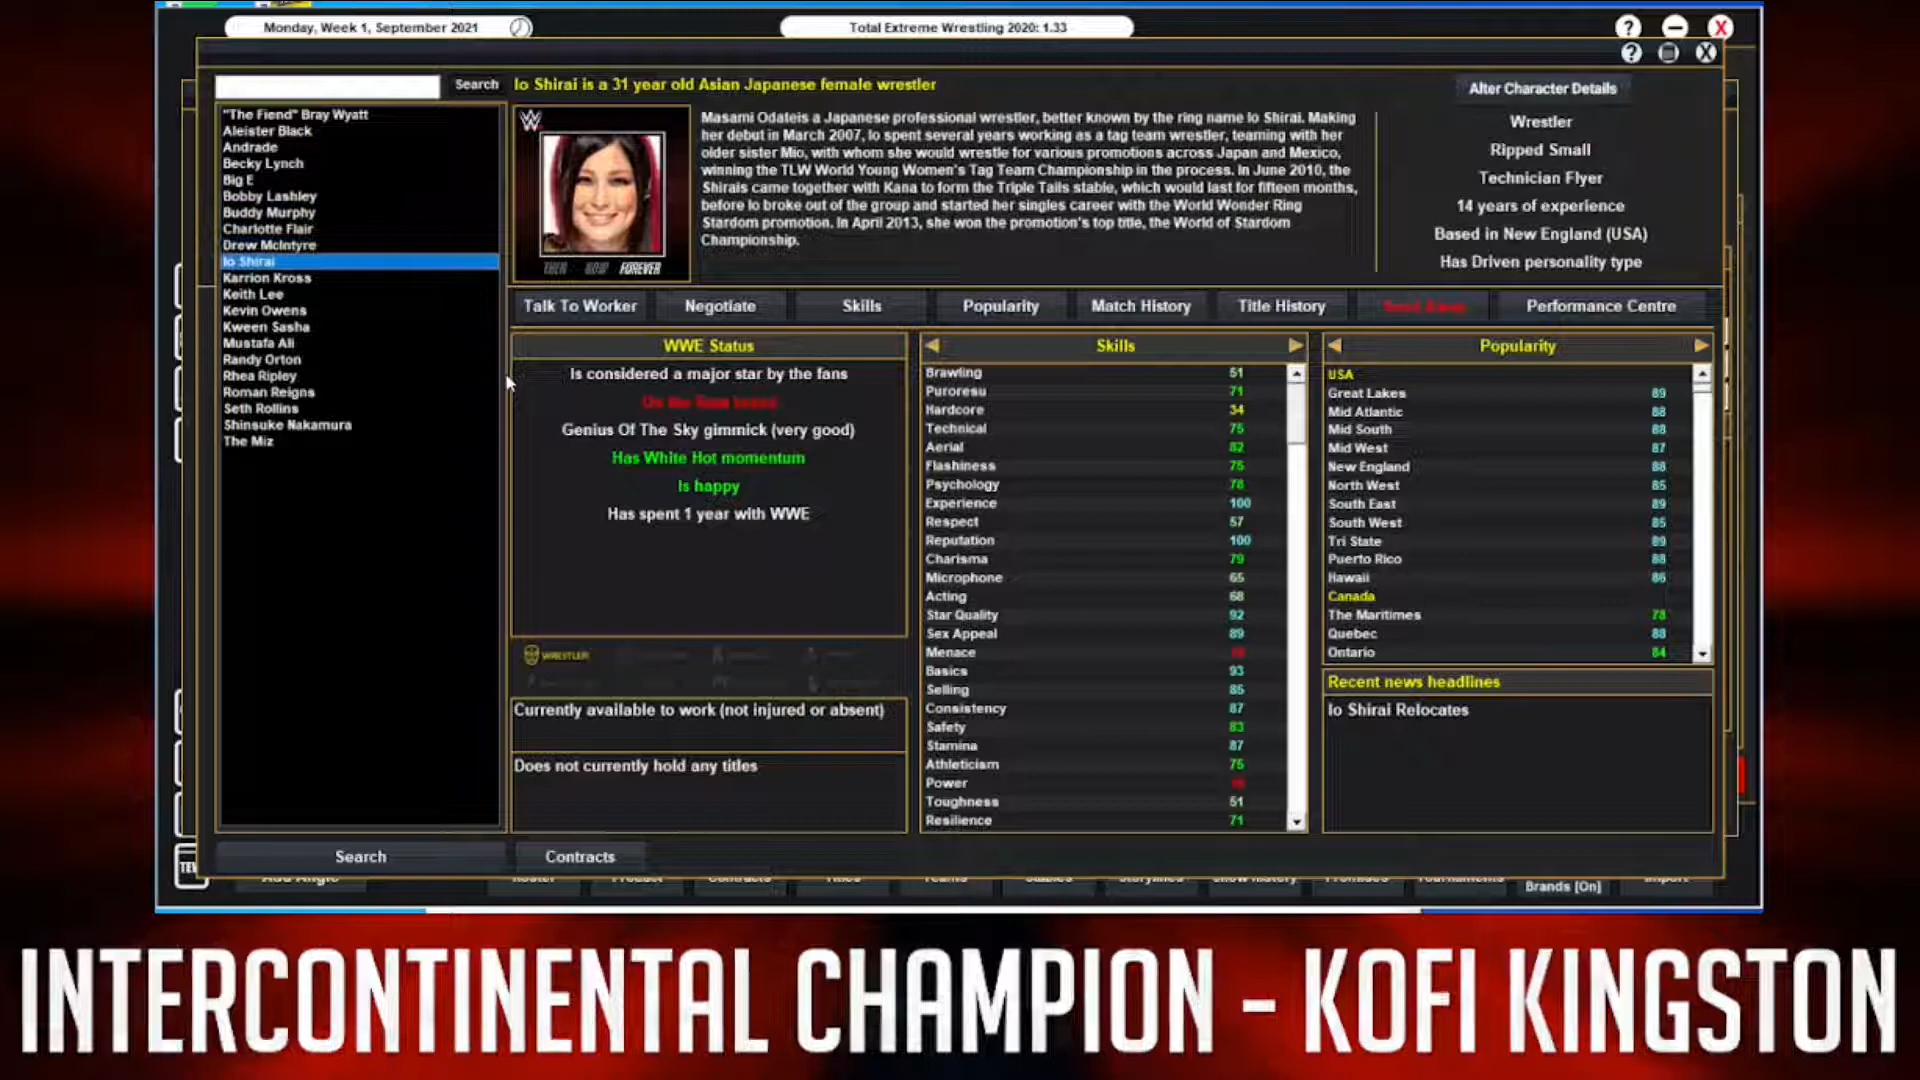 Monday, Week 1, September 2021
Total Extreme Wrestling 2020: 1.33
? – X
? X
Search
Io Shirai is a 31 year old Asian Japanese female wrestler
Alter Character Details
"The Fiend" Bray Wyatt
Aleister Black
Andrade
Becky Lynch
Big E
Bobby Lashley
Buddy Murphy
Charlotte Flair
Drew McIntyre
Io Shirai
Karrion Kross
Keith Lee
Kevin Owens
Kween Sasha
Mustafa Ali
Randy Orton
Rhea Ripley
Roman Reigns
Seth Rollins
Shinsuke Nakamura
The Miz
W
THEN NOW FOREVER
Masami Odateis a Japanese professional wrestler, better known by the ring name Io Shirai. Making
her debut in March 2007, Io spent several years working as a tag team wrestler, teaming with her
older sister Mio, with whom she would wrestle for various promotions across Japan and Mexico,
winning the TLW World Young Women's Tag Team Championship in the process. In June 2010, the
Shirais came together with Kana to form the Triple Tails stable, which would last for fifteen months,
before Io broke out of the group and started her singles career with the World Wonder Ring
Stardom promotion. In April 2013, she won the promotion's top title, the World of Stardom
Championship.
Wrestler
Ripped Small
Technician Flyer
14 years of experience
Based in New England (USA)
Has Driven personality type
Talk To Worker
Negotiate
Skills
Popularity
Match History
Title History
Performance Centre
WWE Status
Is considered a major star by the fans
Genius Of The Sky gimmick (very good)
Has White Hot momentum
Is happy
Has spent 1 year with WWE
WRESTLER
Currently available to work (not injured or absent)
Does not currently hold any titles
Skills
Brawling 51
Puroresu 71
Hardcore 34
Technical 75
Aerial 82
Flashiness 75
Psychology 78
Experience 100
Respect 57
Reputation 100
Charisma 79
Microphone 65
Acting 68
Star Quality 92
Sex Appeal 89
Menace
Basics 93
Selling 85
Consistency 87
Safety 83
Stamina 87
Athleticism 75
Power
Toughness 51
Resilience 71
Popularity
USA
Great Lakes 89
Mid Atlantic 88
Mid South 88
Mid West 87
New England 88
North West 85
South East 89
South West 85
Tri State 89
Puerto Rico 88
Hawaii 86
Canada
The Maritimes 78
Quebec 88
Ontario 84
Recent news headlines
Io Shirai Relocates
Search
Contracts
Brands [On]
INTERCONTINENTAL CHAMPION - KOFI KINGSTON